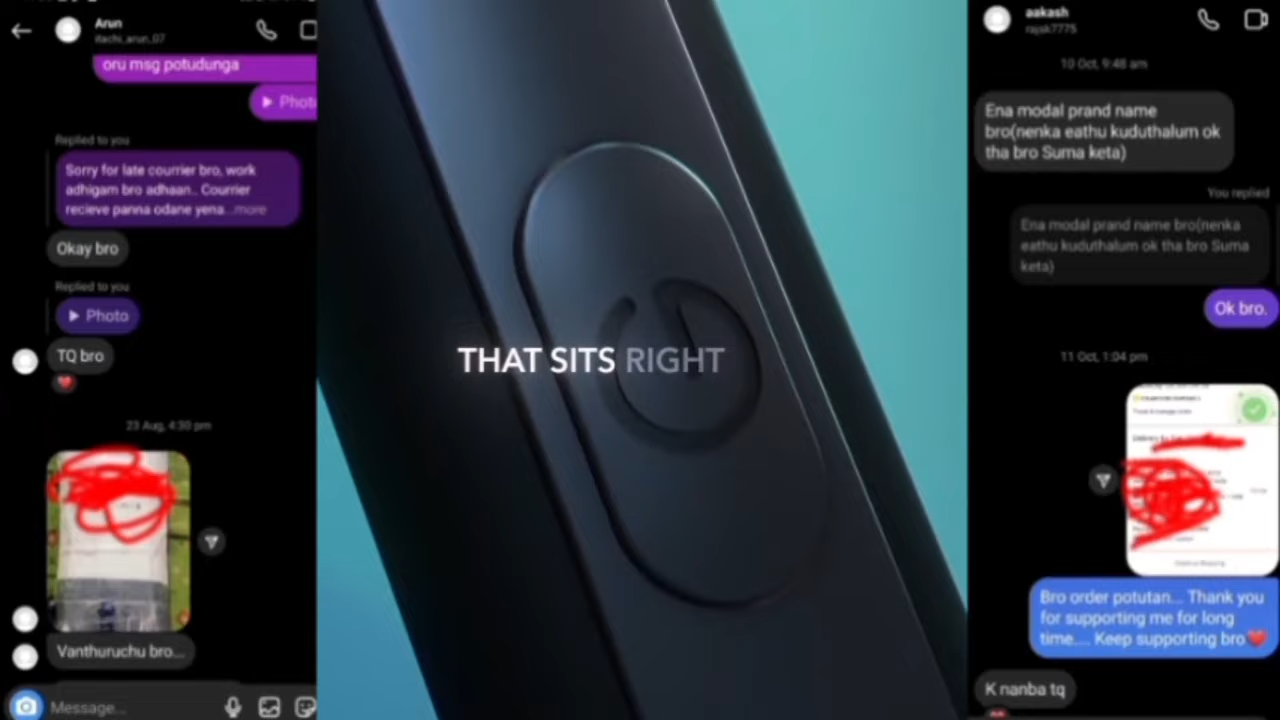 Arun
itachi_arun_07
oru msg potudunga
Photo
Replied to you
Sorry for late courrier bro, work
adhigam bro adhaan.. Courrier
recieve panna odane yena...more
Okay bro
Replied to you
Photo
TQ bro
23 Aug, 4:30 pm
Vanthuruchu bro...
Message...
THAT SITS RIGHT
aakash
rajak7775
10 Oct, 9:48 am
Ena modal prand name
bro(nenka eathu kuduthalum ok
tha bro Suma keta)
You replied
Ena modal prand name bro(nenka
eathu kuduthalum ok tha bro Suma
keta)
Ok bro.
11 Oct, 1:04 pm
Bro order potutan... Thank you
for supporting me for long
time.... Keep supporting bro❤️
K nanba tq